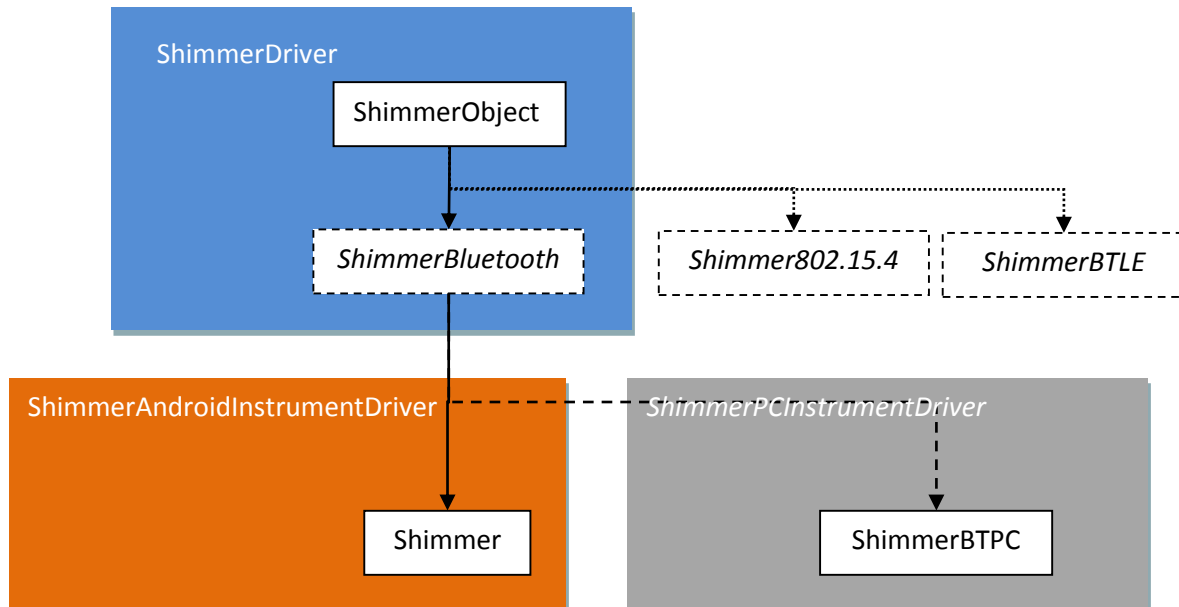 ShimmerDriver
ShimmerObject
ShimmerBluetooth
Shimmer802.15.4
ShimmerBTLE
ShimmerAndroidInstrumentDriver
ShimmerPCInstrumentDriver
Shimmer
ShimmerBTPC